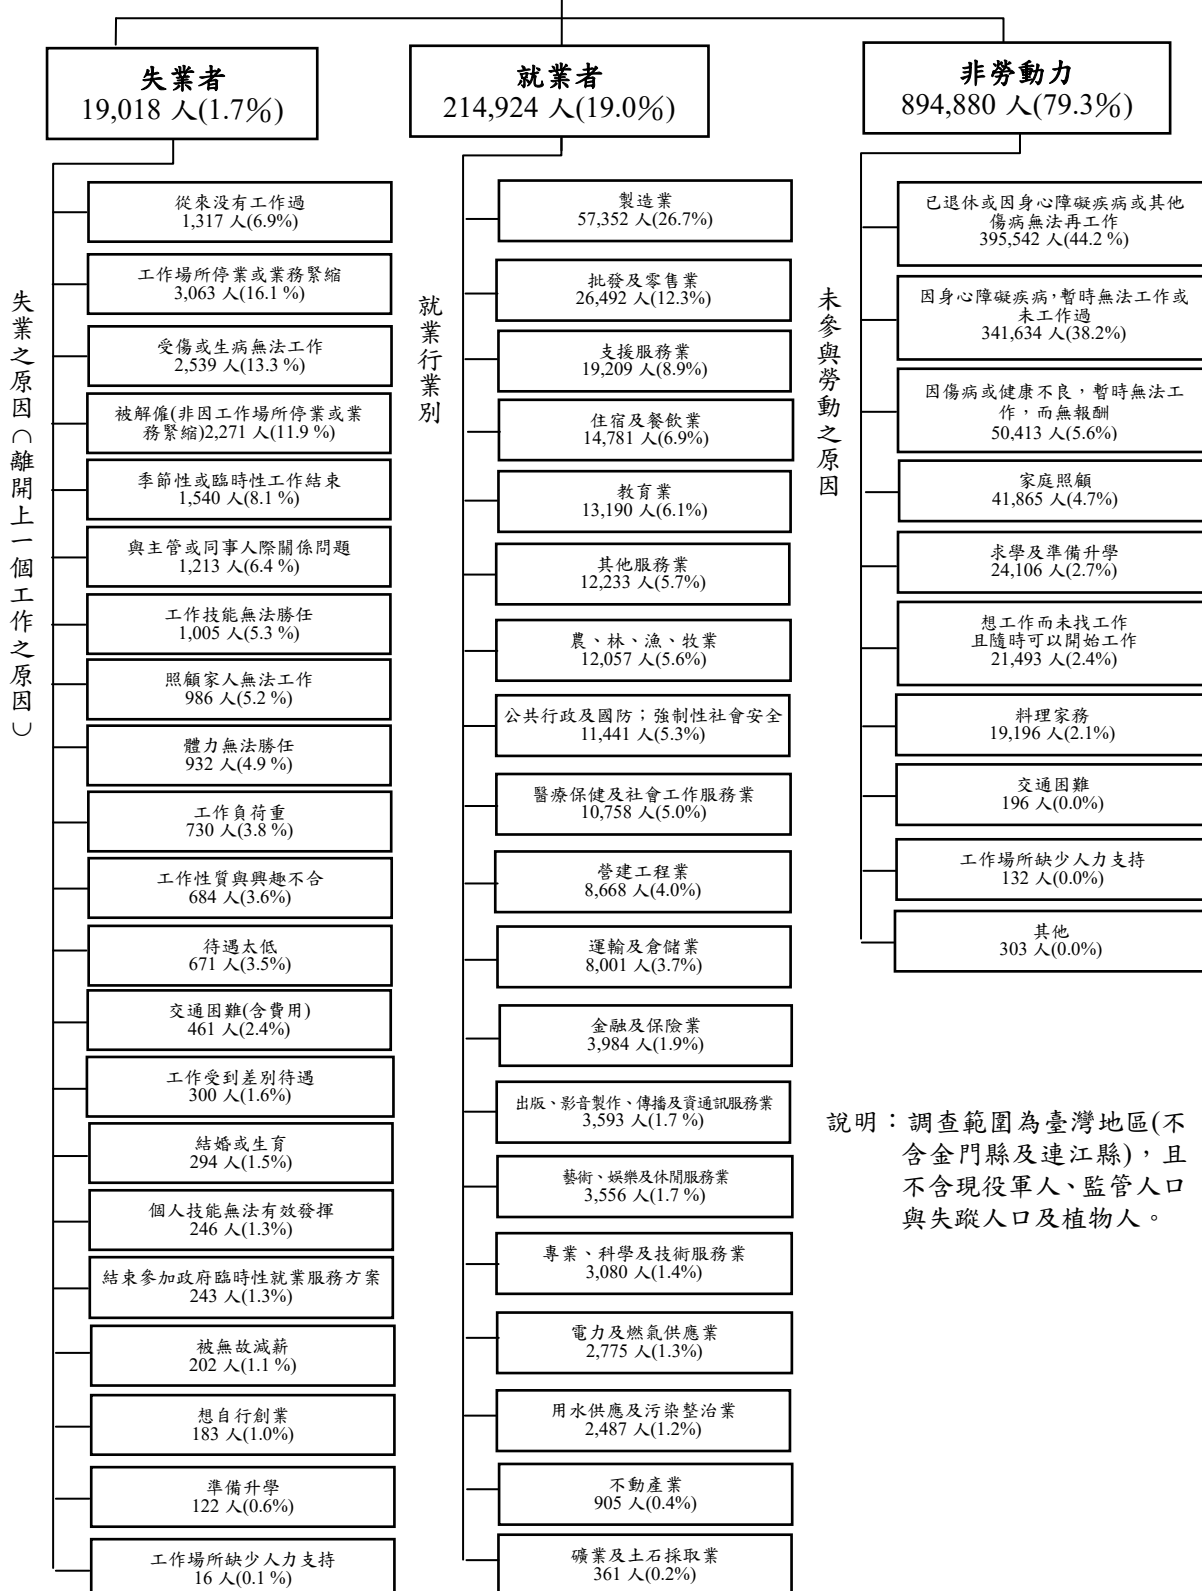 失業者
19,018 人(1.7%)
就業者
214,924 人(19.0%)
非勞動力
894,880 人(79.3%)
失業之原因(離開上一個工作之原因)
從來没有工作過
1,317 人(6.9%)
工作場所停業或業務緊縮
3,063 人(16.1 %)
受傷或生病無法工作
2,539 人(13.3 %)
被解僱(非因工作場所停業或業
務緊縮)2,271 人(11.9 %)
季節性或臨時性工作結束
1,540 人(8.1 %)
與主管或同事人際關係問題
1,213 人(6.4 %)
工作技能無法勝任
1,005 人(5.3 %)
照顧家人無法工作
986 人(5.2 %)
體力無法勝任
932 人(4.9 %)
工作負荷重
730 人(3.8 %)
工作性質與興趣不合
684 人(3.6%)
待遇太低
671 人(3.5%)
交通困難(含費用)
461 人(2.4%)
工作受到差別待遇
300 人(1.6%)
結婚或生育
294 人(1.5%)
個人技能無法有效發揮
246 人(1.3%)
結束參加政府臨時性就業服務方案
243 人(1.3%)
被無故減薪
202 人(1.1 %)
想自行創業
183 人(1.0%)
準備升學
122 人(0.6%)
工作場所缺少人力支持
16 人(0.1 %)
就業行業別
製造業
57,352 人(26.7%)
批發及零售業
26,492 人(12.3%)
支援服務業
19,209 人(8.9%)
住宿及餐飲業
14,781 人(6.9%)
教育業
13,190 人(6.1%)
其他服務業
12,233 人(5.7%)
農、林、漁、牧業
12,057 人(5.6%)
公共行政及國防；強制性社會安全
11,441 人(5.3%)
醫療保健及社會工作服務業
10,758 人(5.0%)
營建工程業
8,668 人(4.0%)
運輸及倉儲業
8,001 人(3.7%)
金融及保險業
3,984 人(1.9%)
出版、影音製作、傳播及資通訊服務業
3,593 人(1.7 %)
藝術、娛樂及休閒服務業
3,556 人(1.7 %)
專業、科學及技術服務業
3,080 人(1.4%)
電力及燃氣供應業
2,775 人(1.3%)
用水供應及污染整治業
2,487 人(1.2%)
不動產業
905 人(0.4%)
礦業及土石採取業
361 人(0.2%)
未參與勞動之原因
已退休或因身心障礙疾病或其他
傷病無法再工作
395,542 人(44.2 %)
因身心障礙疾病，暫時無法工作或
未工作過
341,634 人(38.2%)
因傷病或健康不良，暫時無法工
作，而無報酬
50,413 人(5.6%)
家庭照顧
41,865 人(4.7%)
求學及準備升學
24,106 人(2.7%)
想工作而未找工作
且隨時可以開始工作
21,493 人(2.4%)
料理家務
19,196 人(2.1%)
交通困難
196 人(0.0%)
工作場所缺少人力支持
132 人(0.0%)
其他
303 人(0.0%)
說明：調查範圍為臺灣地區(不
含金門縣及連江縣)，且
不含現役軍人、監管人口
與失蹤人口及植物人。